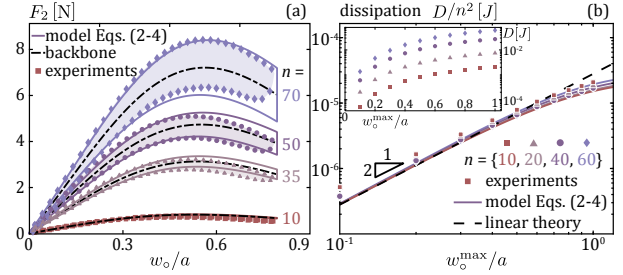 F₂ [N] (a)
8
6
4
2
0
0 0.3 0.6 0.9
w∘/a
model Eqs. (2-4)
backbone
experiments
n =
70
50
35
10
dissipation D/n² [J] (b)
10⁻⁴
10⁻⁵
10⁻⁶
10⁻¹ 10⁰
w∘ᵐᵃˣ/a
D [J]
10⁻²
10⁻⁴
0.2 0.4 0.6 0.8 1
w∘ᵐᵃˣ/a
1
2
n = {10, 20, 40, 60}
experiments
model Eqs. (2-4)
linear theory